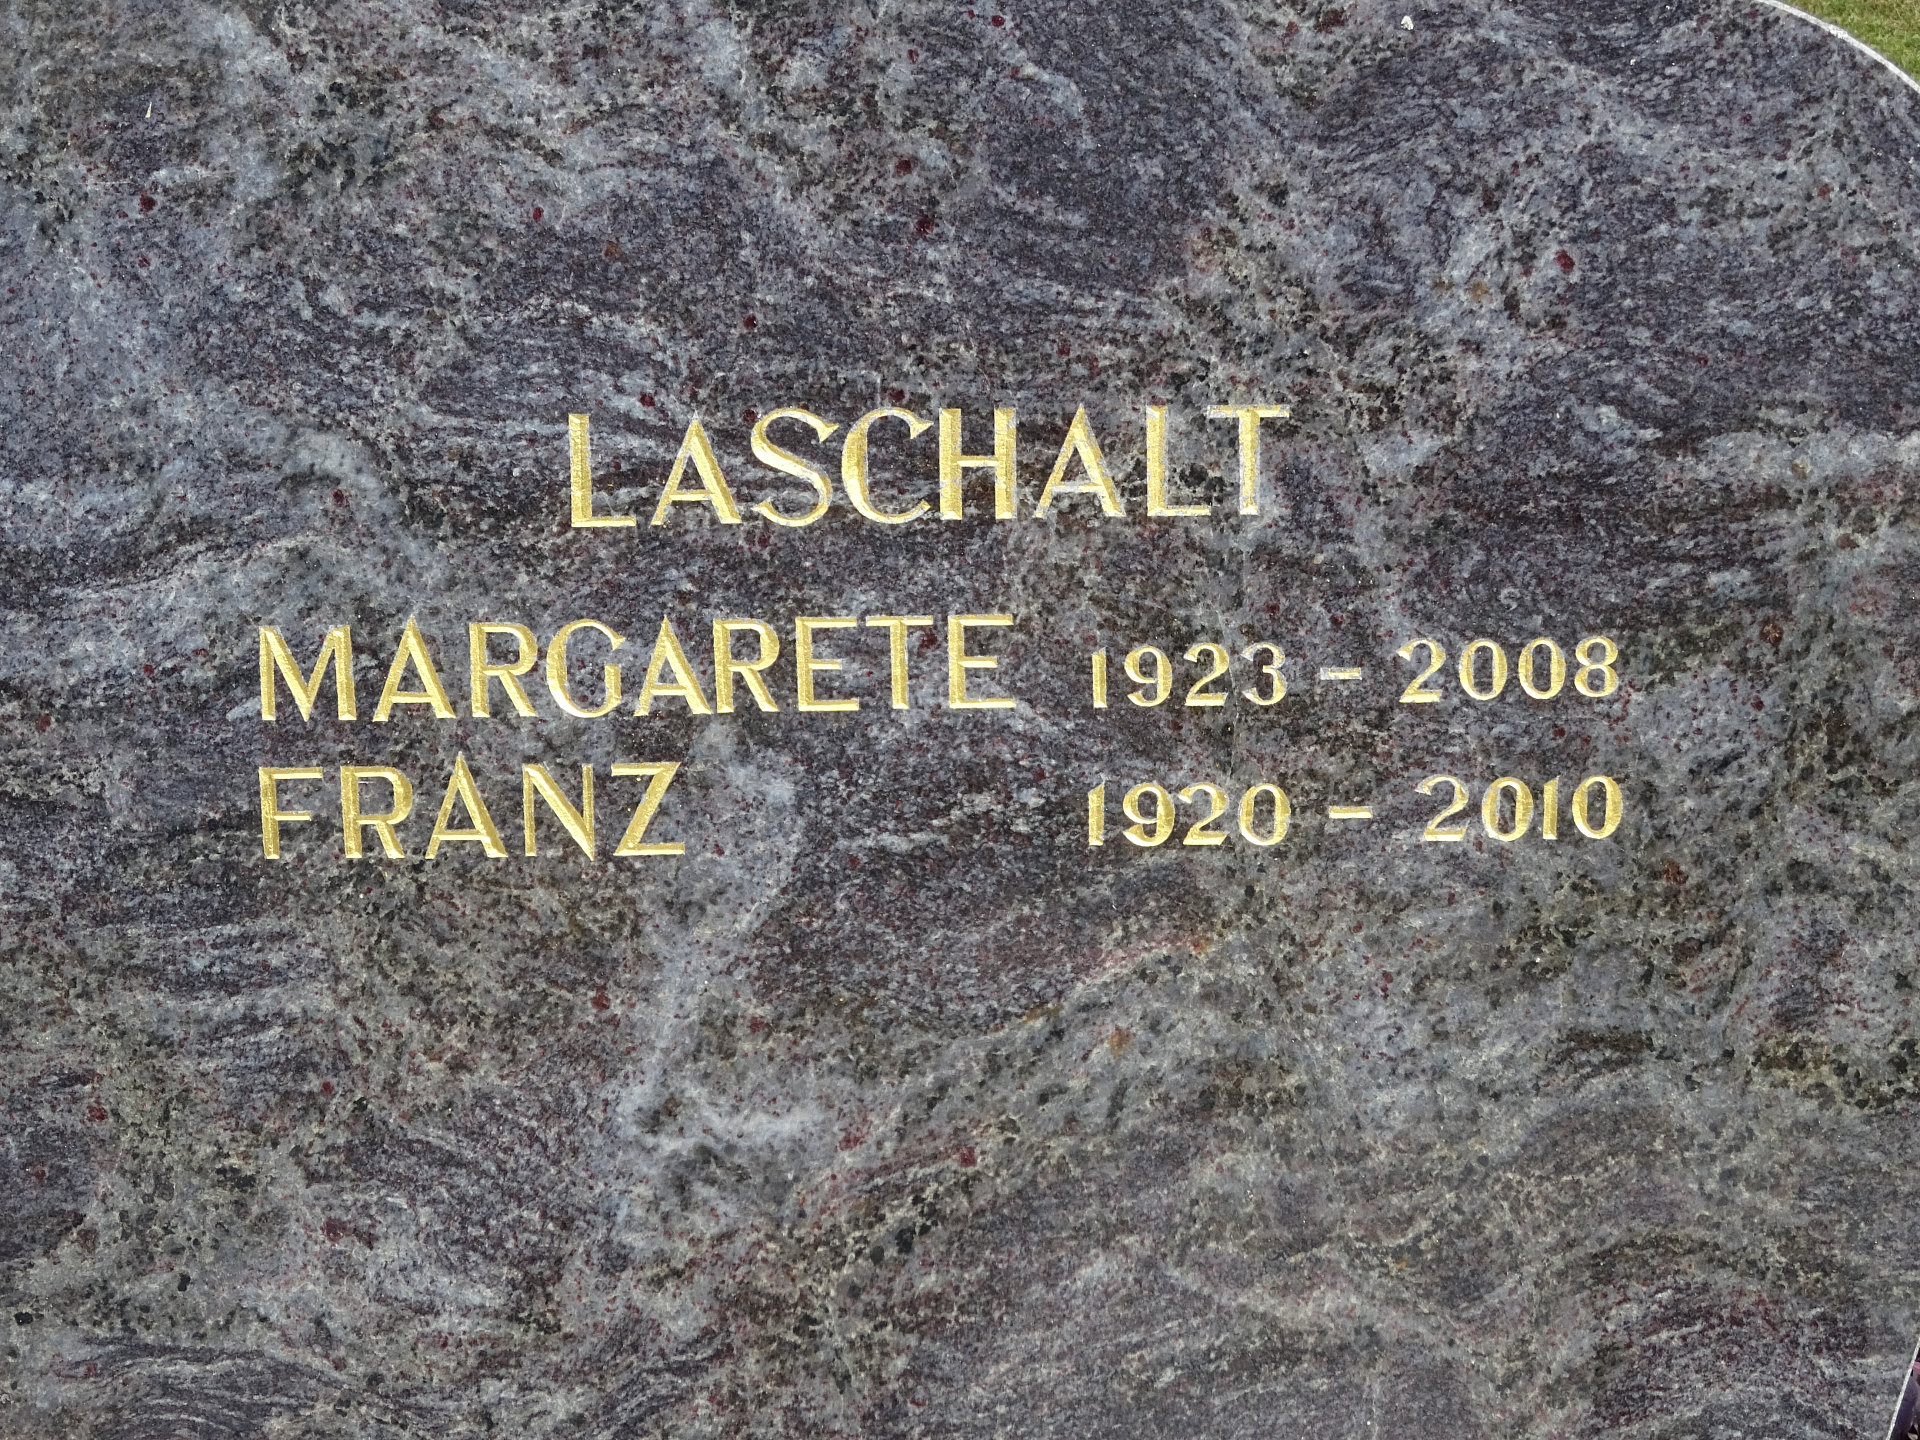 LASCHALT
MARGARETE 1923 - 2008
FRANZ 1920 - 2010